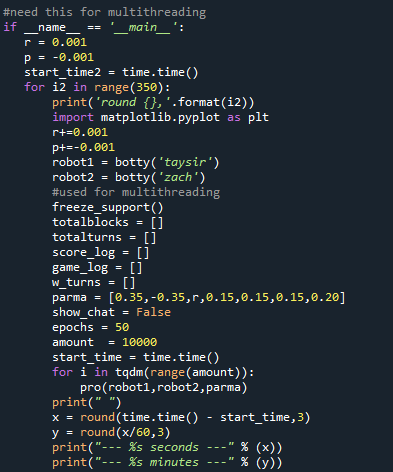 #need this for multithreading
if __name__ == '__main__':
    r = 0.001
    p = -0.001
    start_time2 = time.time()
    for i2 in range(350):
        print('round {},'.format(i2))
        import matplotlib.pyplot as plt
        r+=0.001
        p+=-0.001
        robot1 = botty('taysir')
        robot2 = botty('zach')
        #used for multithreading
        freeze_support()
        totalblocks = []
        totalturns = []
        score_log = []
        game_log = []
        w_turns = []
        parma = [0.35,-0.35,r,0.15,0.15,0.15,0.20]
        show_chat = False
        epochs = 50
        amount  = 10000
        start_time = time.time()
        for i in tqdm(range(amount)):
            pro(robot1,robot2,parma)
        print(" ")
        x = round(time.time() - start_time,3)
        y = round(x/60,3)
        print("--- %s seconds ---" % (x))
        print("--- %s minutes ---" % (y))